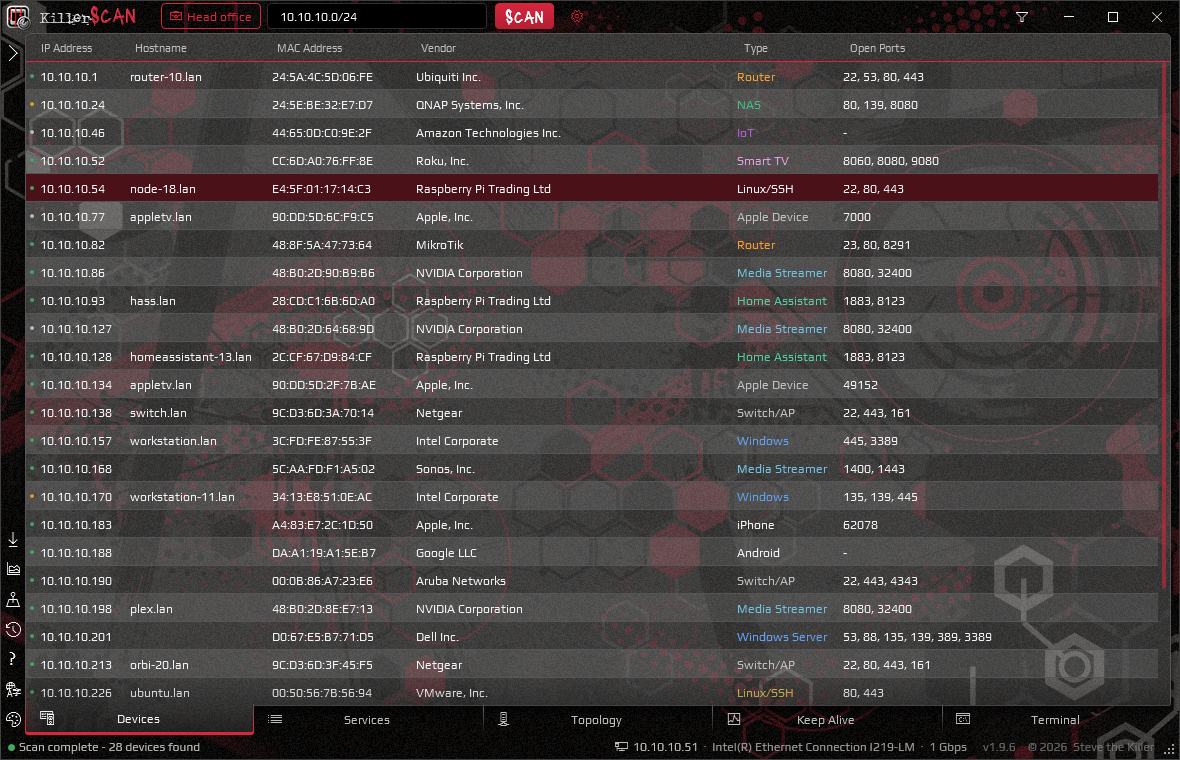 KillerSCAN Head office 10.10.10.0/24 SCAN
IP Address Hostname MAC Address Vendor Type Open Ports
10.10.10.1 router-10.lan 24:5A:4C:5D:06:FE Ubiquiti Inc. Router 22, 53, 80, 443
10.10.10.24 24:5E:BE:32:E7:D7 QNAP Systems, Inc. NAS 80, 139, 8080
10.10.10.46 44:65:0D:C0:9E:2F Amazon Technologies Inc. IoT -
10.10.10.52 CC:6D:A0:76:FF:8E Roku, Inc. Smart TV 8060, 8080, 9080
10.10.10.54 node-18.lan E4:5F:01:17:14:C3 Raspberry Pi Trading Ltd Linux/SSH 22, 80, 443
10.10.10.77 appletv.lan 90:DD:5D:6C:F9:C5 Apple, Inc. Apple Device 7000
10.10.10.82 48:8F:5A:47:73:64 MikroTik Router 23, 80, 8291
10.10.10.86 48:B0:2D:90:B9:B6 NVIDIA Corporation Media Streamer 8080, 32400
10.10.10.93 hass.lan 28:CD:C1:6B:6D:A0 Raspberry Pi Trading Ltd Home Assistant 1883, 8123
10.10.10.127 48:B0:2D:64:68:9D NVIDIA Corporation Media Streamer 8080, 32400
10.10.10.128 homeassistant-13.lan 2C:CF:67:D9:84:CF Raspberry Pi Trading Ltd Home Assistant 1883, 8123
10.10.10.134 appletv.lan 90:DD:5D:2F:7B:AE Apple, Inc. Apple Device 49152
10.10.10.138 switch.lan 9C:D3:6D:3A:70:14 Netgear Switch/AP 22, 443, 161
10.10.10.157 workstation.lan 3C:FD:FE:87:55:3F Intel Corporate Windows 445, 3389
10.10.10.168 5C:AA:FD:F1:A5:02 Sonos, Inc. Media Streamer 1400, 1443
10.10.10.170 workstation-11.lan 34:13:E8:51:0E:AC Intel Corporate Windows 135, 139, 445
10.10.10.183 A4:83:E7:2C:1D:50 Apple, Inc. iPhone 62078
10.10.10.188 DA:A1:19:A1:5E:B7 Google LLC Android -
10.10.10.190 00:0B:86:A7:23:E6 Aruba Networks Switch/AP 22, 443, 4343
10.10.10.198 plex.lan 48:B0:2D:8E:E7:13 NVIDIA Corporation Media Streamer 8080, 32400
10.10.10.201 D0:67:E5:B7:71:D5 Dell Inc. Windows Server 53, 88, 135, 139, 389, 3389
10.10.10.213 orbi-20.lan 9C:D3:6D:3F:45:F5 Netgear Switch/AP 22, 80, 443, 161
10.10.10.226 ubuntu.lan 00:50:56:7B:56:94 VMware, Inc. Linux/SSH 80, 443
Devices Services Topology Keep Alive Terminal
Scan complete - 28 devices found 10.10.10.51 · Intel(R) Ethernet Connection I219-LM · 1 Gbps v1.9.6 © 2026 Steve the Killer